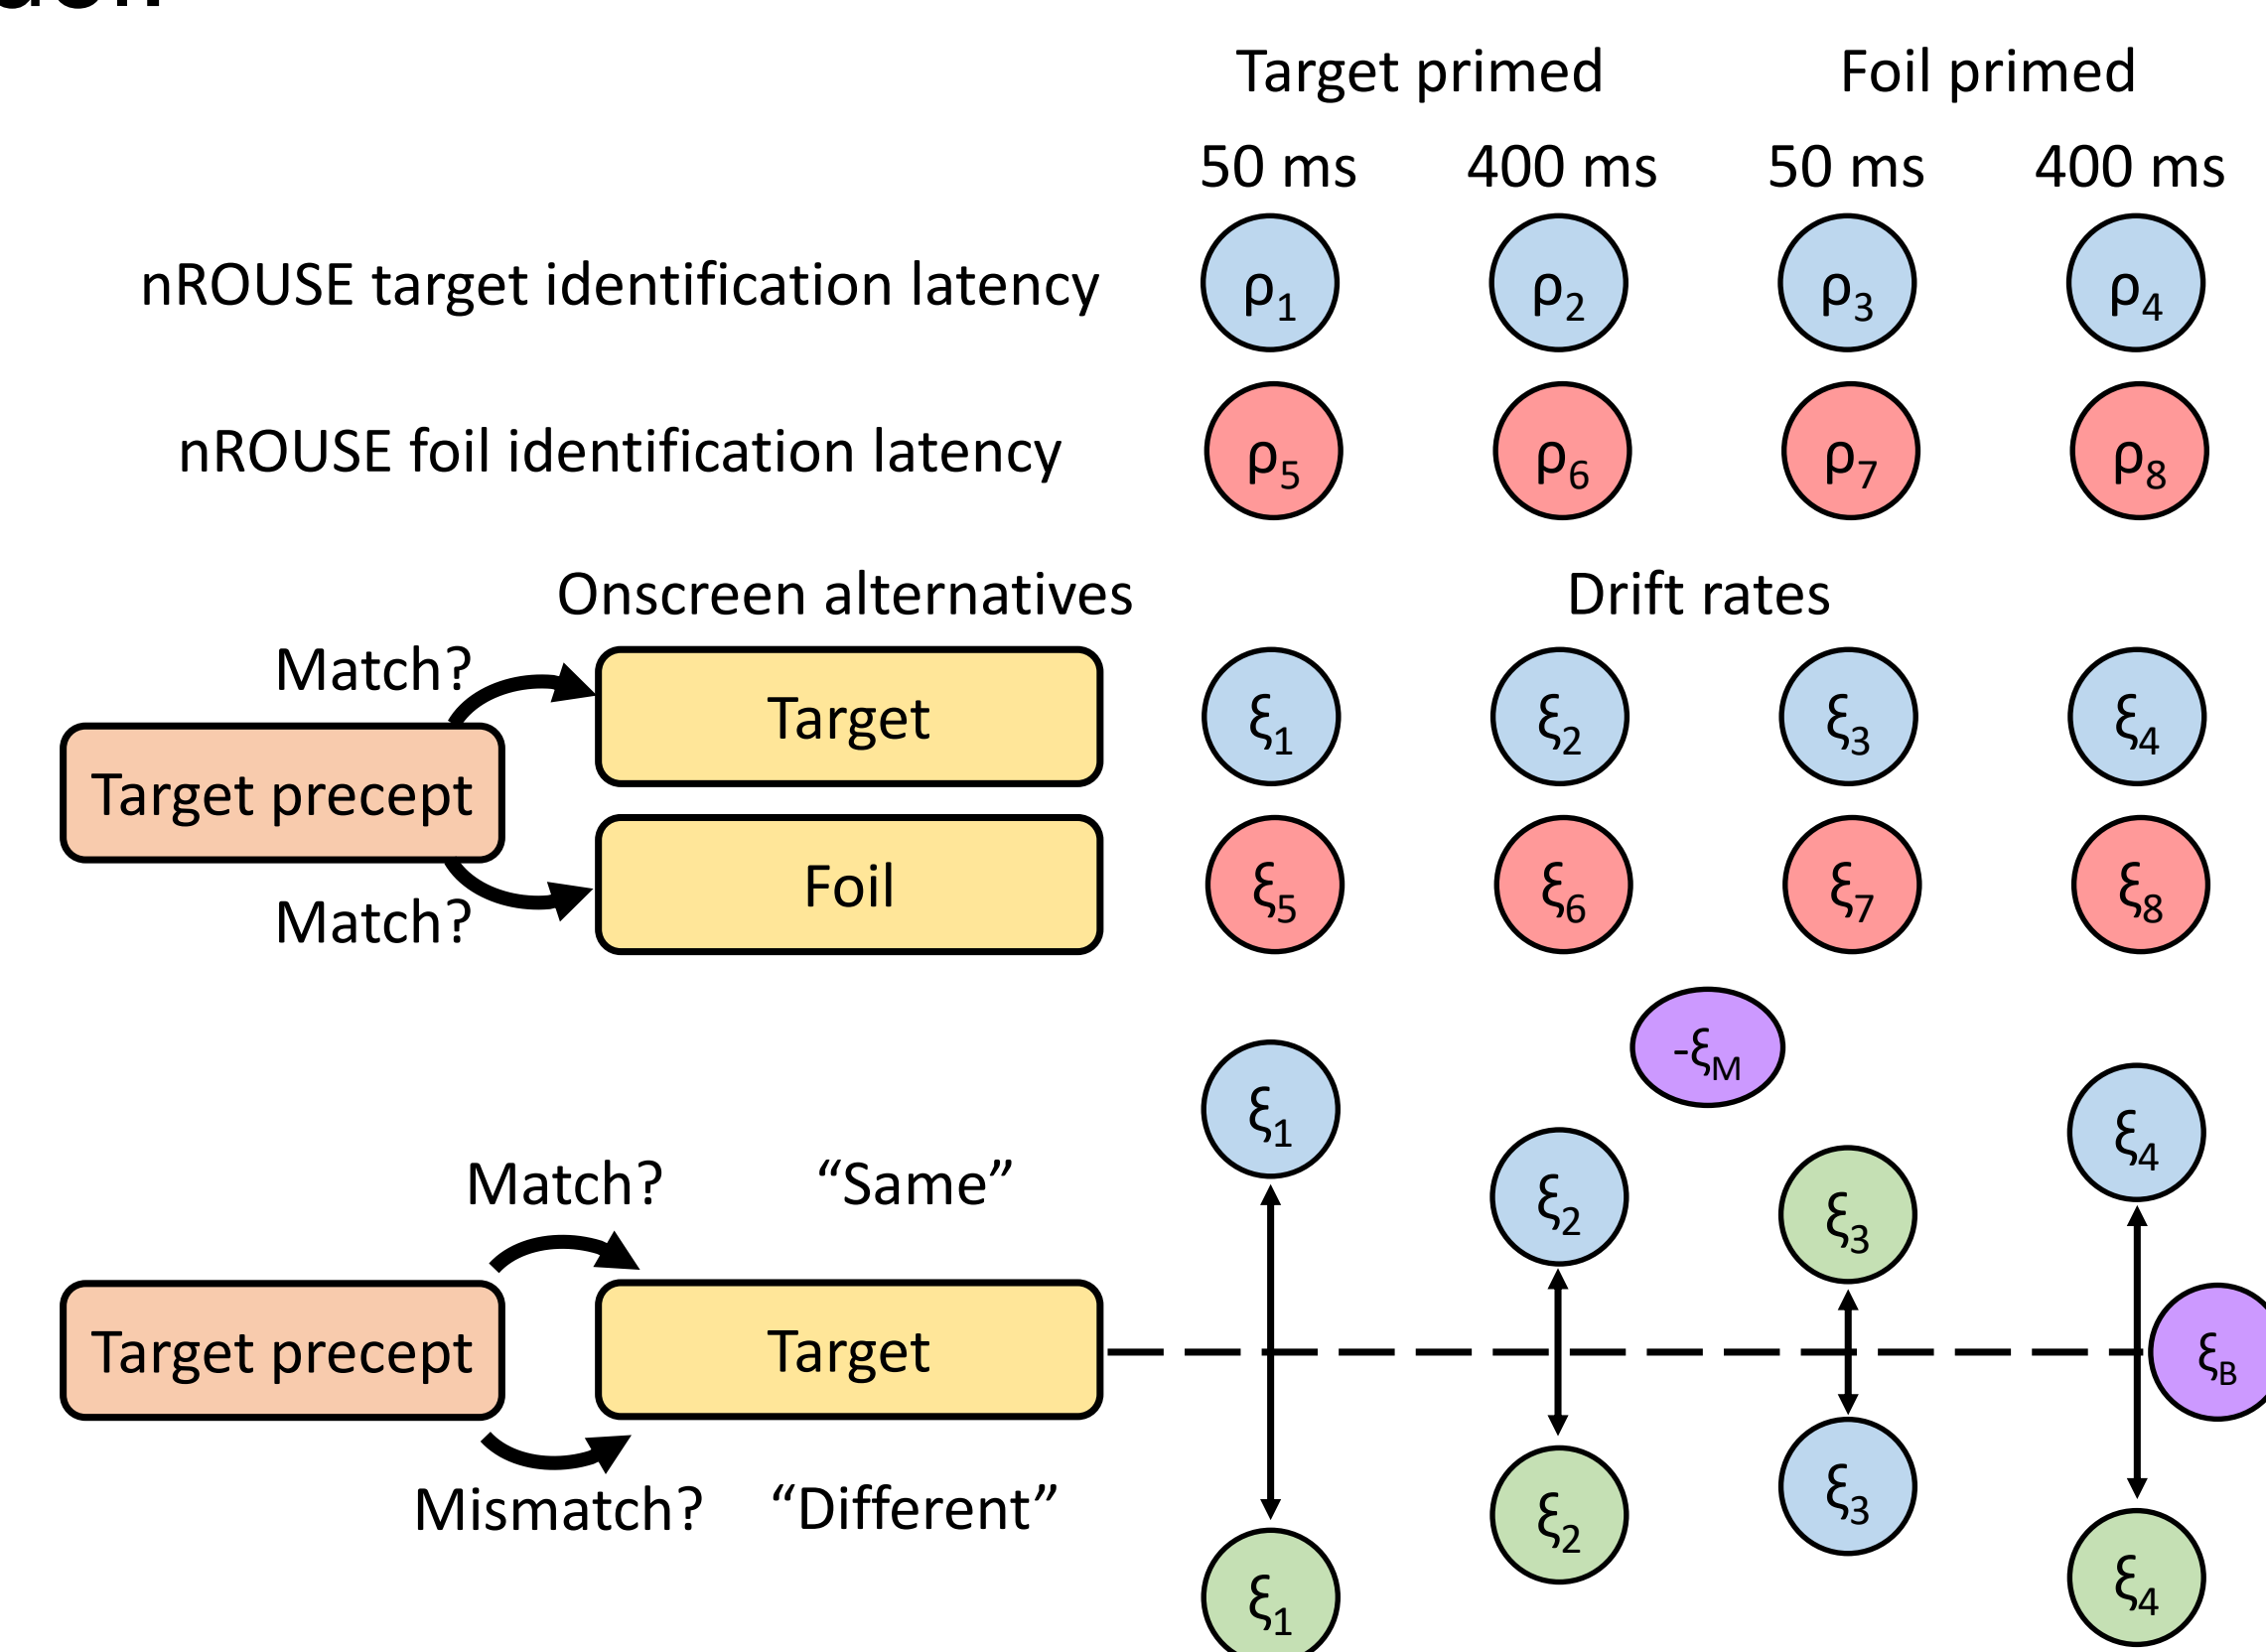 Target primed Foil primed
50 ms 400 ms 50 ms 400 ms
nROUSE target identification latency ρ1 ρ2 ρ3 ρ4
nROUSE foil identification latency ρ5 ρ6 ρ7 ρ8
Onscreen alternatives Drift rates
Match?
Target ξ1 ξ2 ξ3 ξ4
Target precept
Foil ξ5 ξ6 ξ7 ξ8
Match?
-ξM
ξ1 ξ4
Match? “Same” ξ2 ξ3
Target precept Target ξB
Mismatch? “Different” ξ2 ξ3
ξ1 ξ4